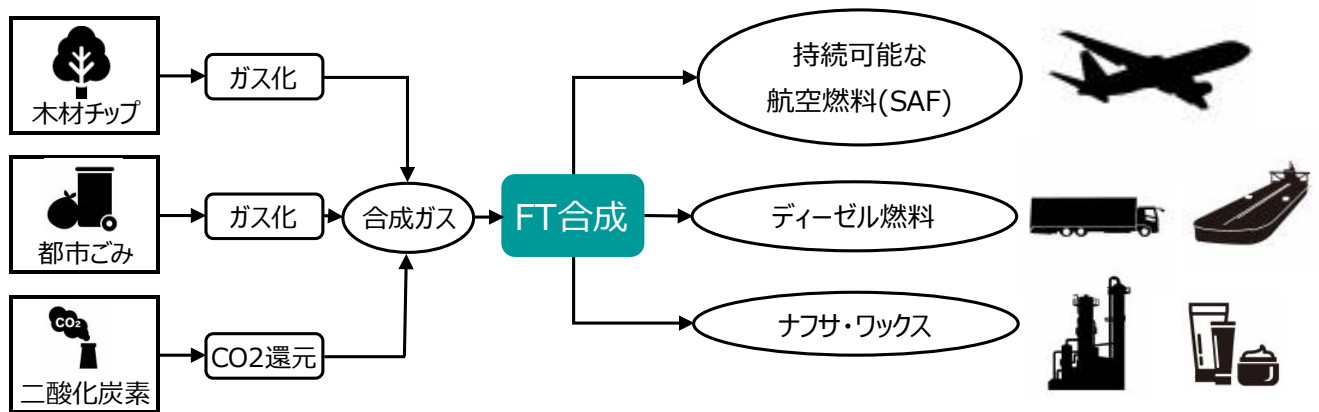 木材チップ
ガス化
都市ごみ
ガス化
CO2
二酸化炭素
CO2還元
合成ガス
FT合成
持続可能な
航空燃料(SAF)
ディーゼル燃料
ナフサ・ワックス